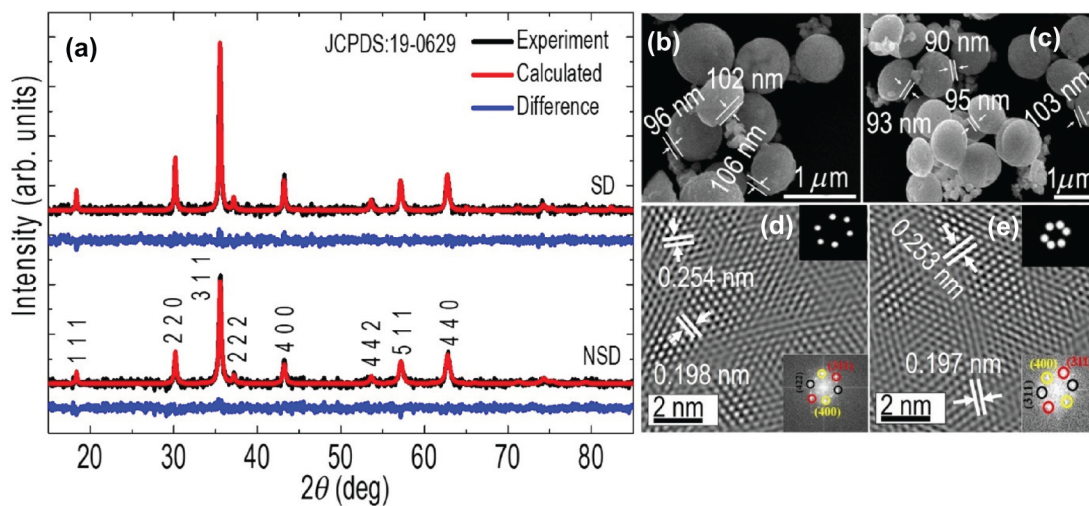 (a)
JCPDS:19-0629
Experiment
Calculated
Difference
SD
NSD
1 1 1
2 2 0
3 1 1
2 2 2
4 0 0
4 4 2
5 1 1
4 4 0
Intensity (arb. units)
20 30 40 50 60 70 80
2θ (deg)
(b)
102 nm
96 nm
106 nm
1 μm
(c)
90 nm
95 nm
103 nm
93 nm
1μm
(d)
0.254 nm
0.198 nm
2 nm
(422)
(400)
(e)
0.253 nm
0.197 nm
2 nm
(400)
(311)
(311)